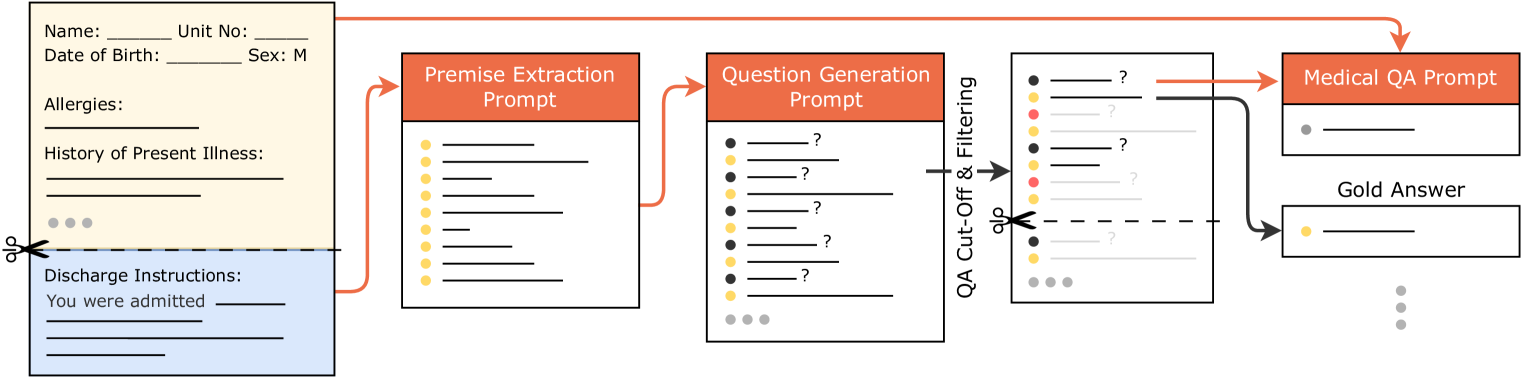 Name: ______ Unit No: _____
Date of Birth: _______ Sex: M
Allergies:
History of Present Illness:
Discharge Instructions:
You were admitted
Premise Extraction
Prompt
Question Generation
Prompt
?
?
?
?
?
QA Cut-Off & Filtering
?
?
?
?
?
Medical QA Prompt
Gold Answer